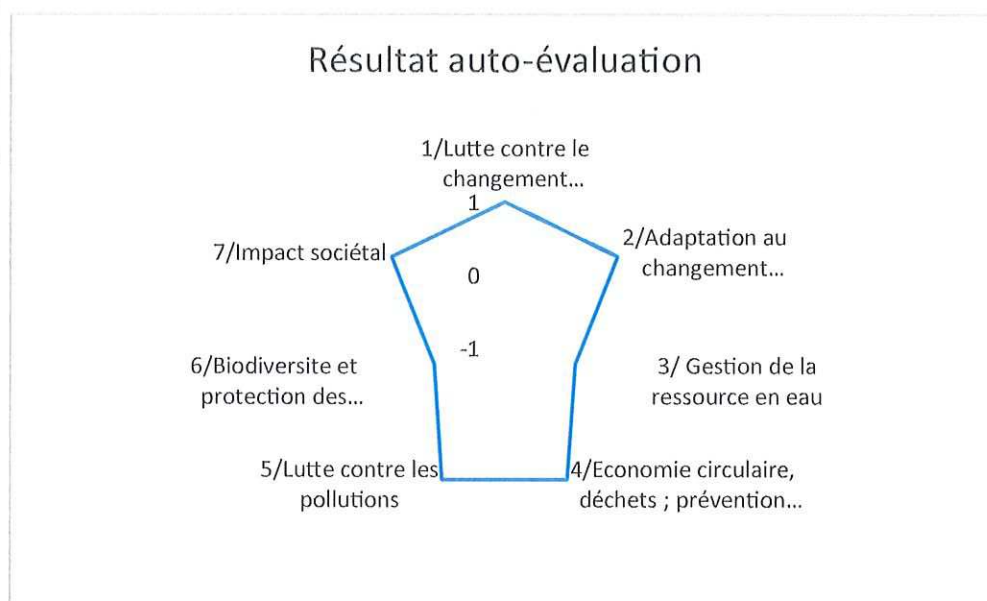 Résultat auto-évaluation
1/Lutte contre le
changement...
1
2/Adaptation au
changement...
7/Impact sociétal
0
-1
6/Biodiversite et
protection des...
3/ Gestion de la
ressource en eau
5/Lutte contre les
pollutions
4/Economie circulaire,
déchets ; prévention...